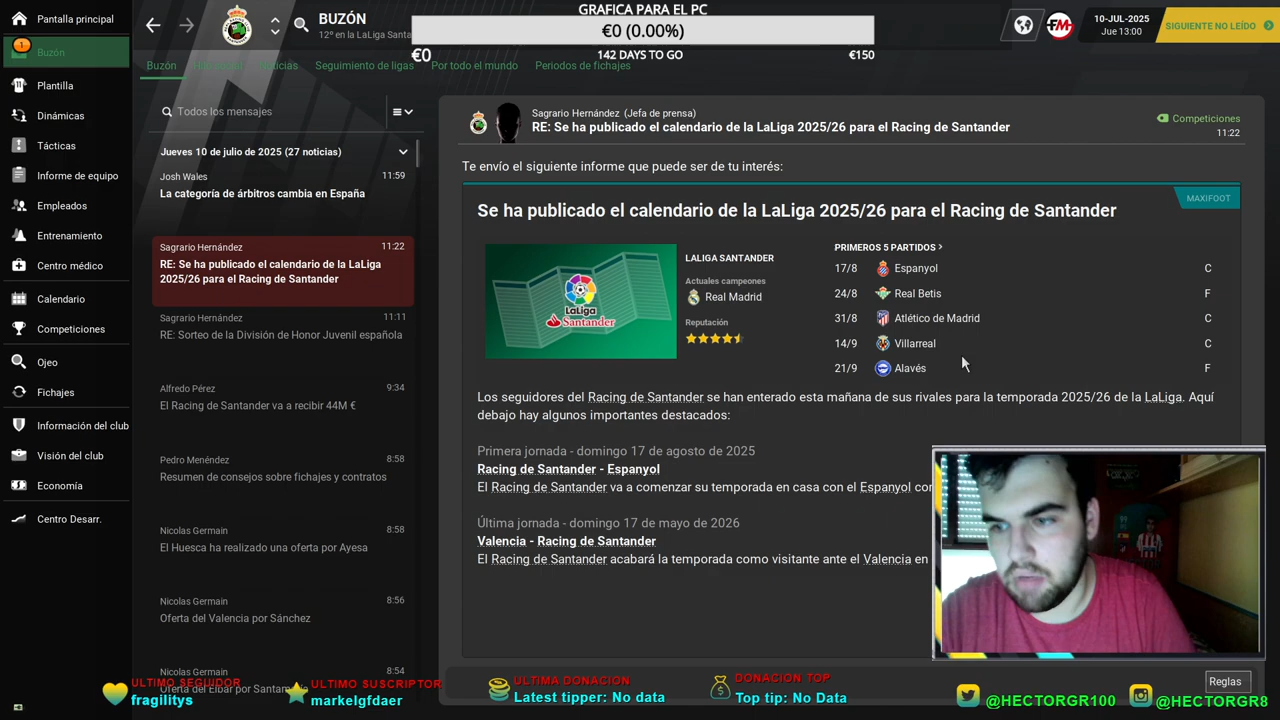 Pantalla principal
1
Buzón
Plantilla
Dinámicas
Tácticas
Informe de equipo
Empleados
Entrenamiento
Centro médico
Calendario
Competiciones
Ojeo
Fichajes
Información del club
Visión del club
Economía
Centro Desarr.
BUZÓN
12º en la LaLiga Santa
GRAFICA PARA EL PC
€0 (0.00%)
€0
142 DAYS TO GO
€150
FM
10-JUL-2025
Jue 13:00
SIGUIENTE NO LEÍDO
Buzón
Noticias
Seguimiento de ligas
Por todo el mundo
Periodos de fichajes
Todos los mensajes
Jueves 10 de julio de 2025 (27 noticias)
Josh Wales
11:59
La categoría de árbitros cambia en España
Sagrario Hernández
11:22
RE: Se ha publicado el calendario de la LaLiga
2025/26 para el Racing de Santander
Sagrario Hernández
11:11
RE: Sorteo de la División de Honor Juvenil española
Alfredo Pérez
9:34
El Racing de Santander va a recibir 44M €
Pedro Menéndez
8:58
Resumen de consejos sobre fichajes y contratos
Nicolas Germain
8:58
El Huesca ha realizado una oferta por Ayesa
Nicolas Germain
8:56
Oferta del Valencia por Sánchez
Nicolas Germain
8:54
Oferta del Eibar por Santam
Sagrario Hernández (Jefa de prensa)
RE: Se ha publicado el calendario de la LaLiga 2025/26 para el Racing de Santander
Competiciones
11:22
Te envío el siguiente informe que puede ser de tu interés:
MAXIFOOT
Se ha publicado el calendario de la LaLiga 2025/26 para el Racing de Santander
LaLiga
Santander
LALIGA SANTANDER
Actuales campeones
Real Madrid
Reputación
PRIMEROS 5 PARTIDOS >
17/8 Espanyol C
24/8 Real Betis F
31/8 Atlético de Madrid C
14/9 Villarreal C
21/9 Alavés F
Los seguidores del Racing de Santander se han enterado esta mañana de sus rivales para la temporada 2025/26 de la LaLiga. Aquí
debajo hay algunos importantes destacados:
Primera jornada - domingo 17 de agosto de 2025
Racing de Santander - Espanyol
El Racing de Santander va a comenzar su temporada en casa con el Espanyol con
Última jornada - domingo 17 de mayo de 2026
Valencia - Racing de Santander
El Racing de Santander acabará la temporada como visitante ante el Valencia en
Reglas
ULTIMO SEGUIDOR
fragilitys
ULTIMO SUSCRIPTOR
markelgfdaer
ULTIMA DONACION
Latest tipper: No data
DONACION TOP
Top tip: No Data
@HECTORGR100
@HECTORGR8